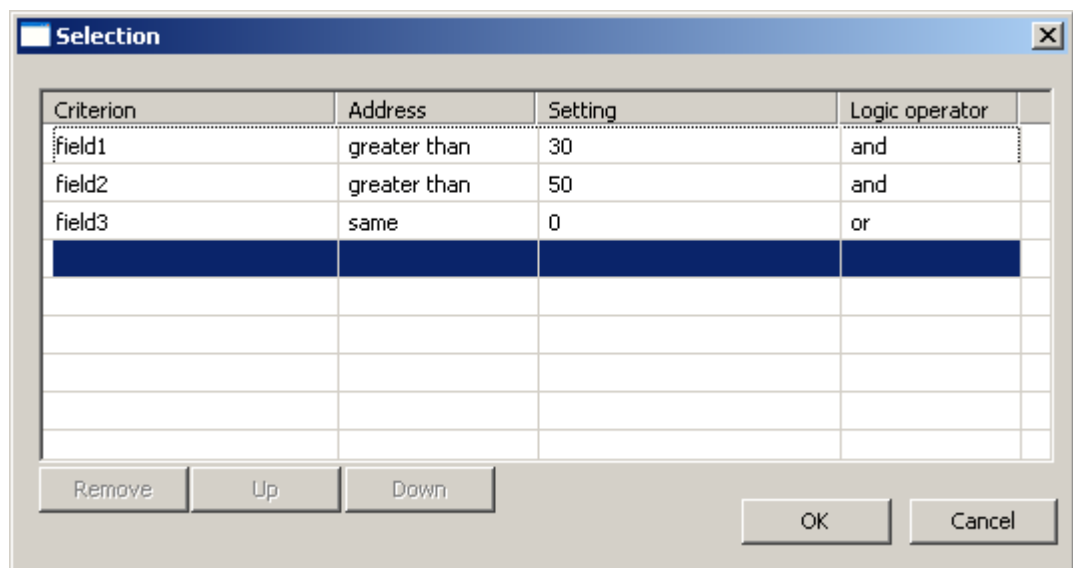 Selection
Criterion Address Setting Logic operator
field1 greater than 30 and
field2 greater than 50 and
field3 same 0 or
Remove Up Down
OK Cancel